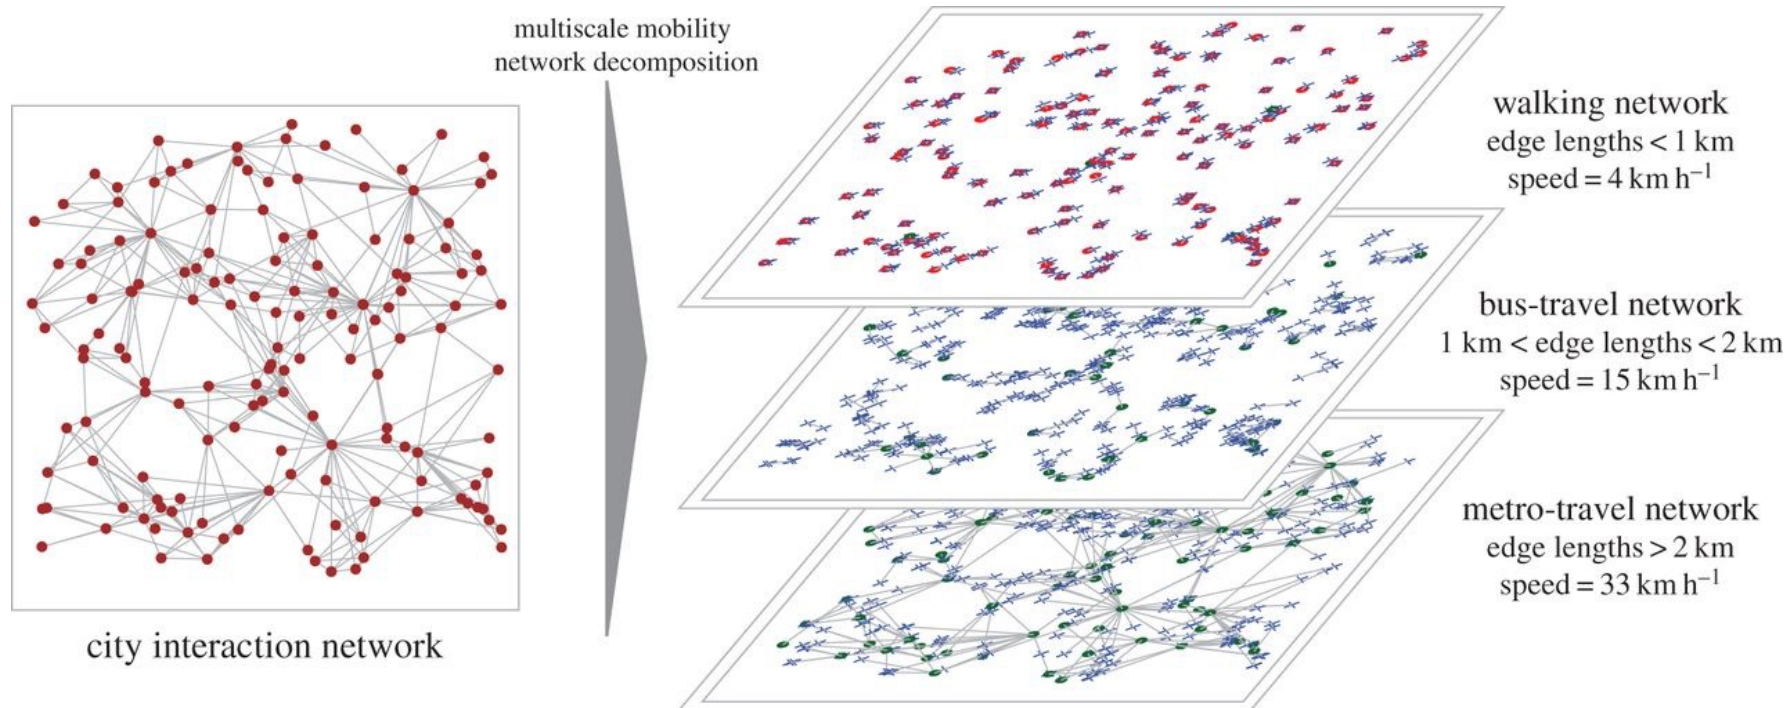 multiscale mobility
network decomposition
city interaction network
walking network
edge lengths < 1 km
speed = 4 km h⁻¹
bus-travel network
1 km < edge lengths < 2 km
speed = 15 km h⁻¹
metro-travel network
edge lengths > 2 km
speed = 33 km h⁻¹